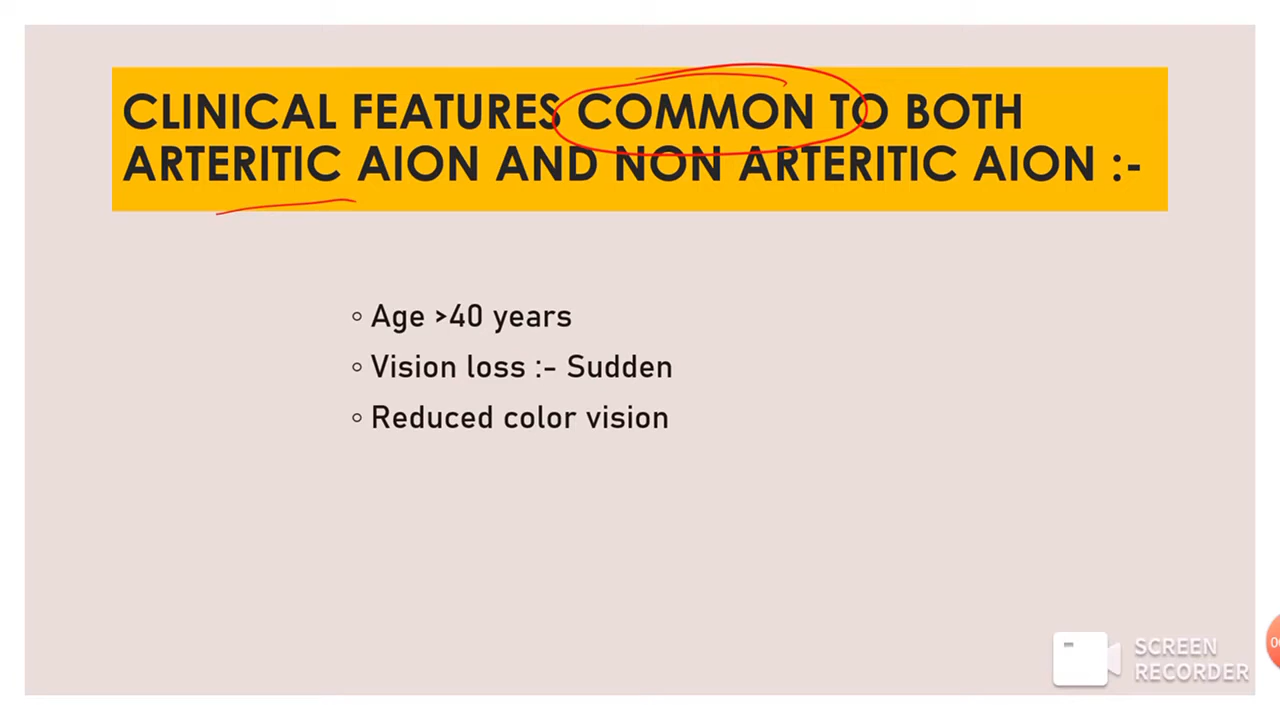 CLINICAL FEATURES COMMON TO BOTH
ARTERITIC AION AND NON ARTERITIC AION :-
◦ Age >40 years
◦ Vision loss :- Sudden
◦ Reduced color vision
SCREEN
RECORDER